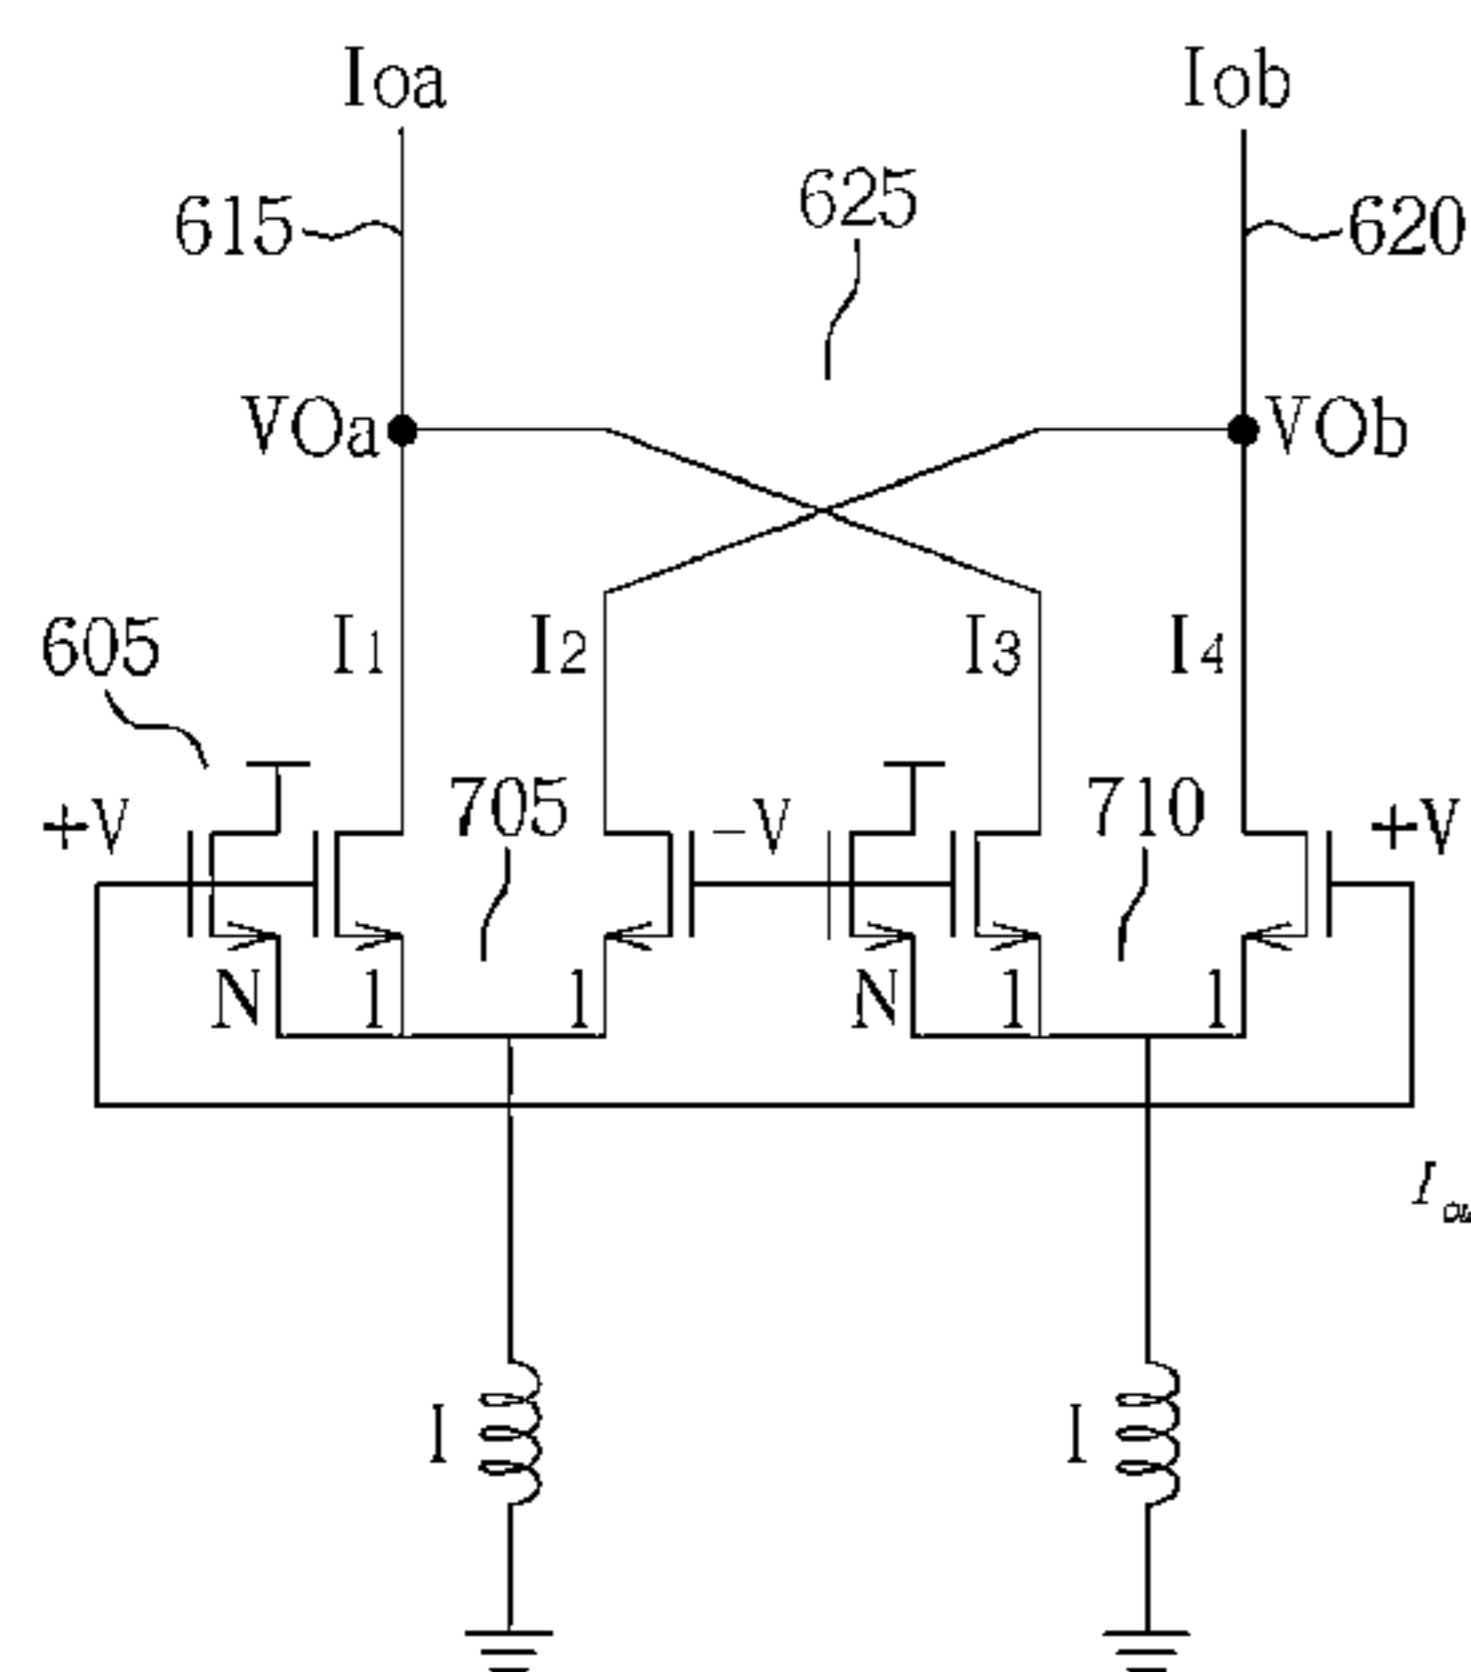 Ioa Iob
615 625 620
VOa VOb
605 I1 I2 I3 I4
+V 705 -V 710 +V
N 1 1 N 1 1
I I